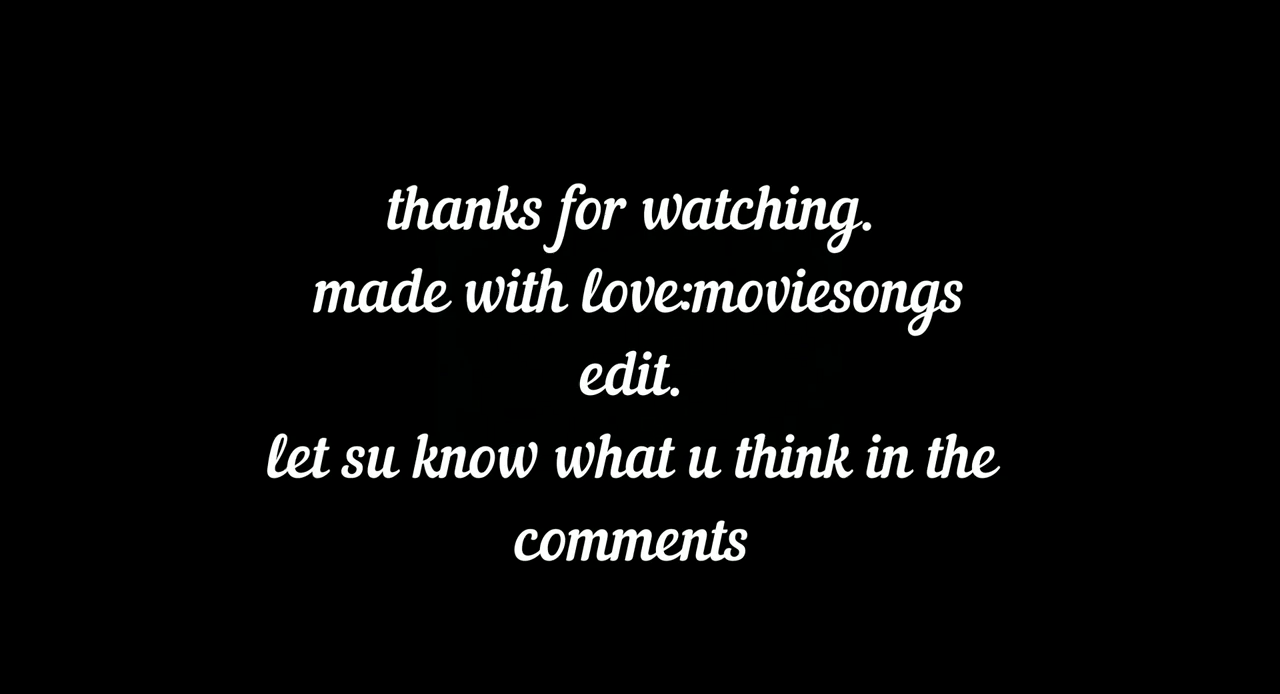 thanks for watching.
made with love:moviesongs
edit.
let su know what u think in the
comments